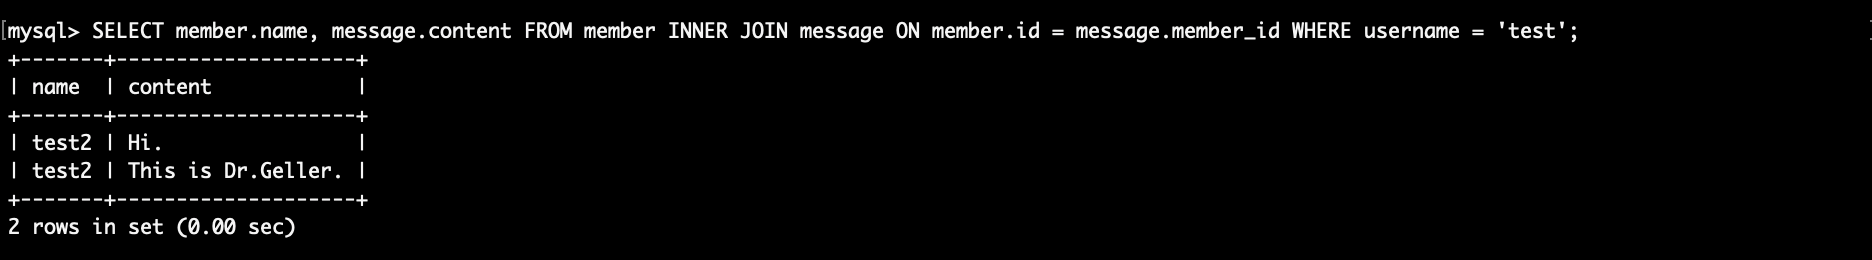 [mysql> SELECT member.name, message.content FROM member INNER JOIN message ON member.id = message.member_id WHERE username = 'test';
+-------+--------------------+
| name  | content            |
+-------+--------------------+
| test2 | Hi.                |
| test2 | This is Dr.Geller. |
+-------+--------------------+
2 rows in set (0.00 sec)